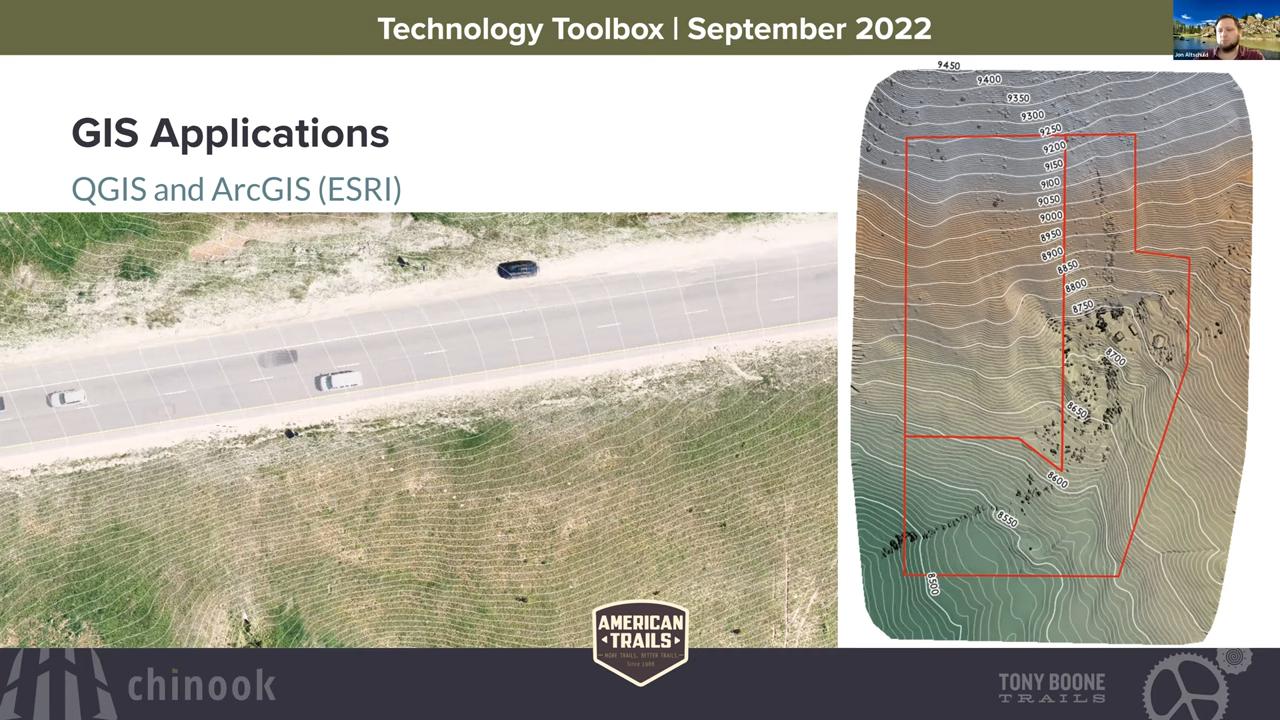 Technology Toolbox | September 2022
Jon Altschuld
GIS Applications
QGIS and ArcGIS (ESRI)
9450
9400
9350
9300
9250
9200
9150
9100
9050
9000
8950
8900
8850
8800
8750
8700
8650
8600
8550
8500
AMERICAN
TRAILS
MORE TRAILS. BETTER TRAILS.
Since 1988
chinook
TONY BOONE
TRAILS